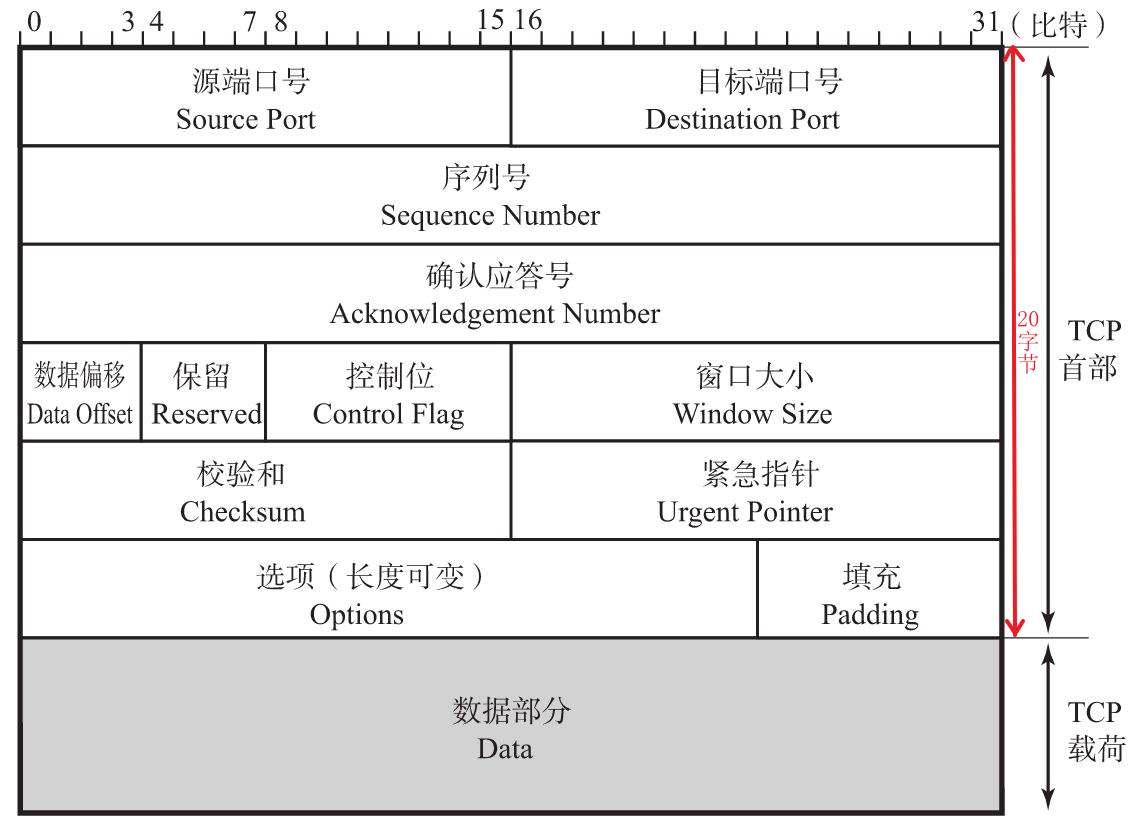 0 3 4 7 8 15 16 31（比特）
源端口号
Source Port
目标端口号
Destination Port
序列号
Sequence Number
确认应答号
Acknowledgement Number
数据偏移
Data Offset
保留
Reserved
控制位
Control Flag
窗口大小
Window Size
校验和
Checksum
紧急指针
Urgent Pointer
选项（长度可变）
Options
填充
Padding
20
字
节
TCP
首部
数据部分
Data
TCP
载荷